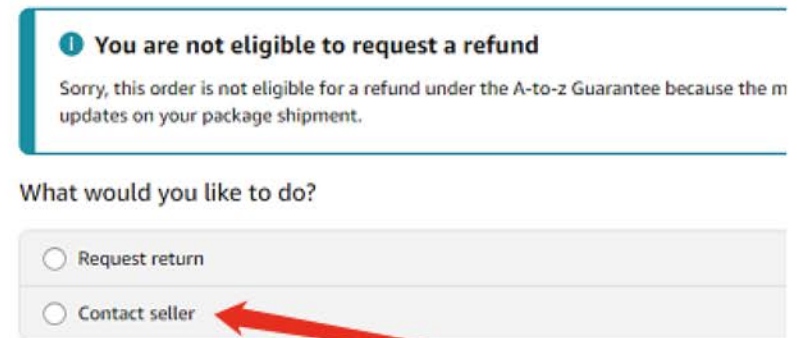 You are not eligible to request a refund
Sorry, this order is not eligible for a refund under the A-to-z Guarantee because the
updates on your package shipment.
What would you like to do?
Request return
Contact seller